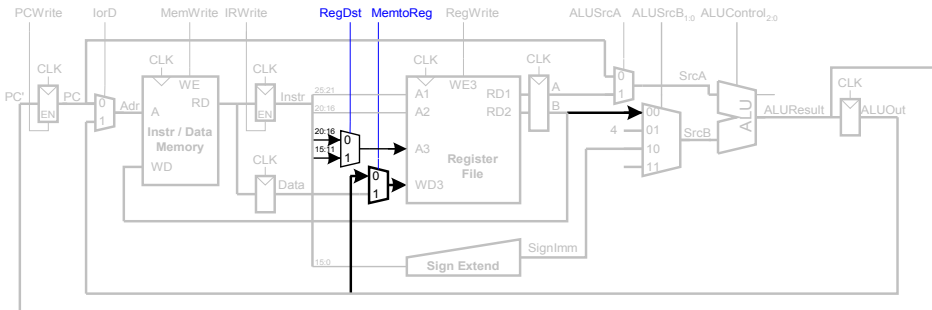 PCWrite IorD MemWrite IRWrite RegDst MemtoReg RegWrite ALUSrcA ALUSrcB1:0 ALUControl2:0
CLK CLK CLK CLK CLK CLK
PC' PC EN 0 1 Adr A WE RD Instr / Data Memory WD
EN Instr
CLK Data
25:21
20:16
20:16
15:11
15:0
0
1
0
1
A1 WE3 RD1
A2 RD2
A3
Register
File
WD3
A
B
0
1
SrcA
4
00
01
10
11
SrcB
ALU
ALUResult
ALUOut
SignImm
Sign Extend